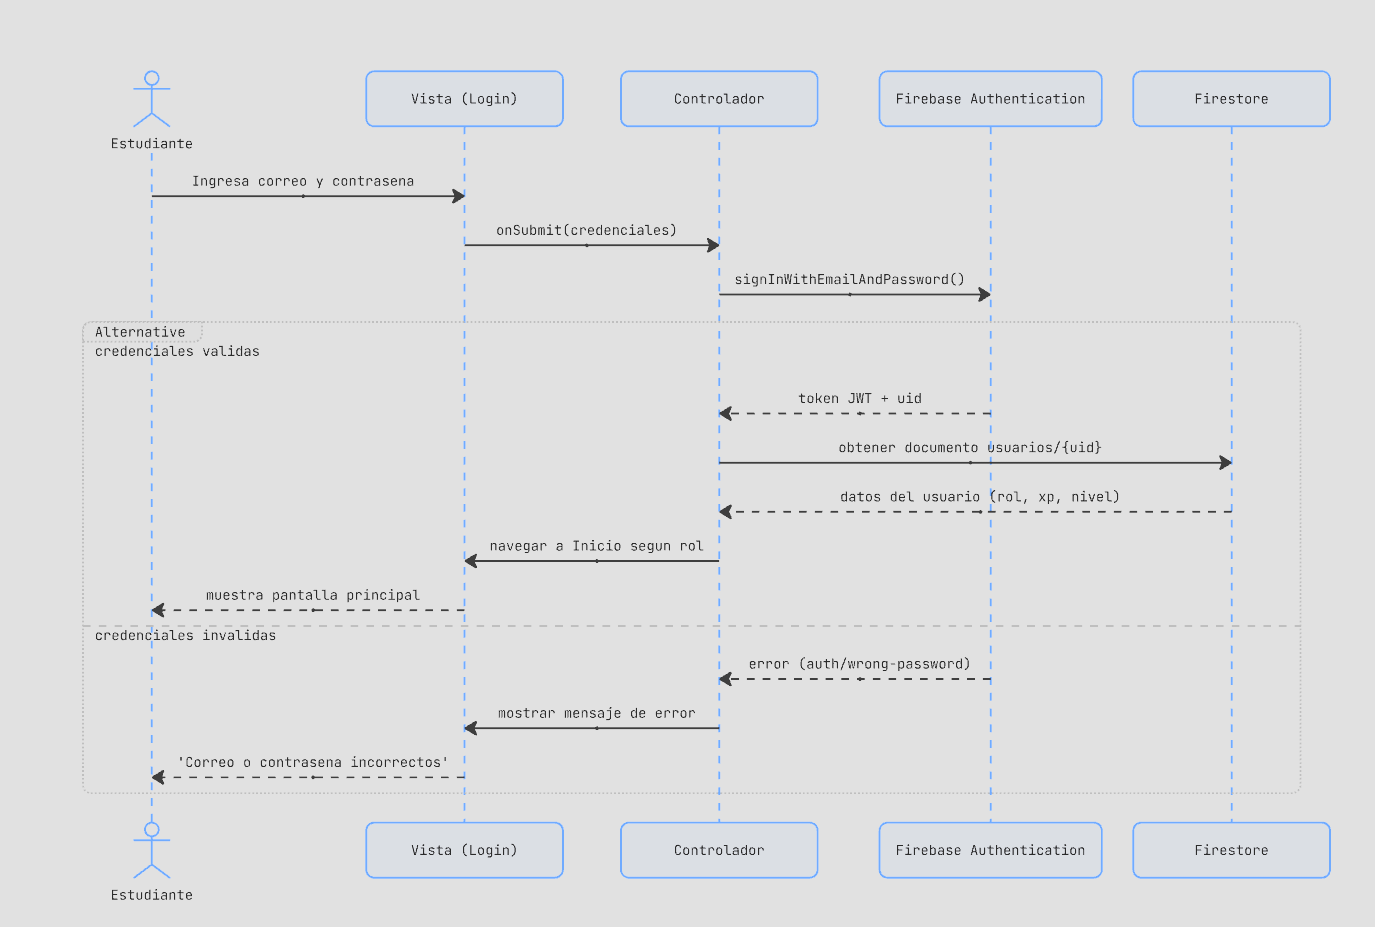 Estudiante
Vista (Login)
Controlador
Firebase Authentication
Firestore
Ingresa correo y contrasena
onSubmit(credenciales)
signInWithEmailAndPassword()
Alternative
credenciales validas
token JWT + uid
obtener documento usuarios/{uid}
datos del usuario (rol, xp, nivel)
navegar a Inicio segun rol
muestra pantalla principal
credenciales invalidas
error (auth/wrong-password)
mostrar mensaje de error
'Correo o contrasena incorrectos'
Estudiante
Vista (Login)
Controlador
Firebase Authentication
Firestore